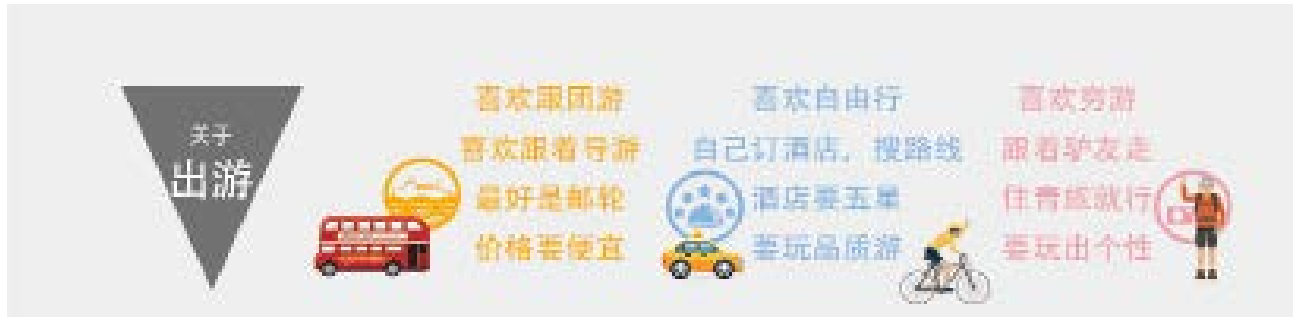 关于
出游
喜欢跟团游
喜欢跟着导游
最好是邮轮
价格要便宜
喜欢自由行
自己订酒店，搜路线
酒店要五星
要玩品质游
喜欢穷游
跟着驴友走
住青旅就行
要玩出个性